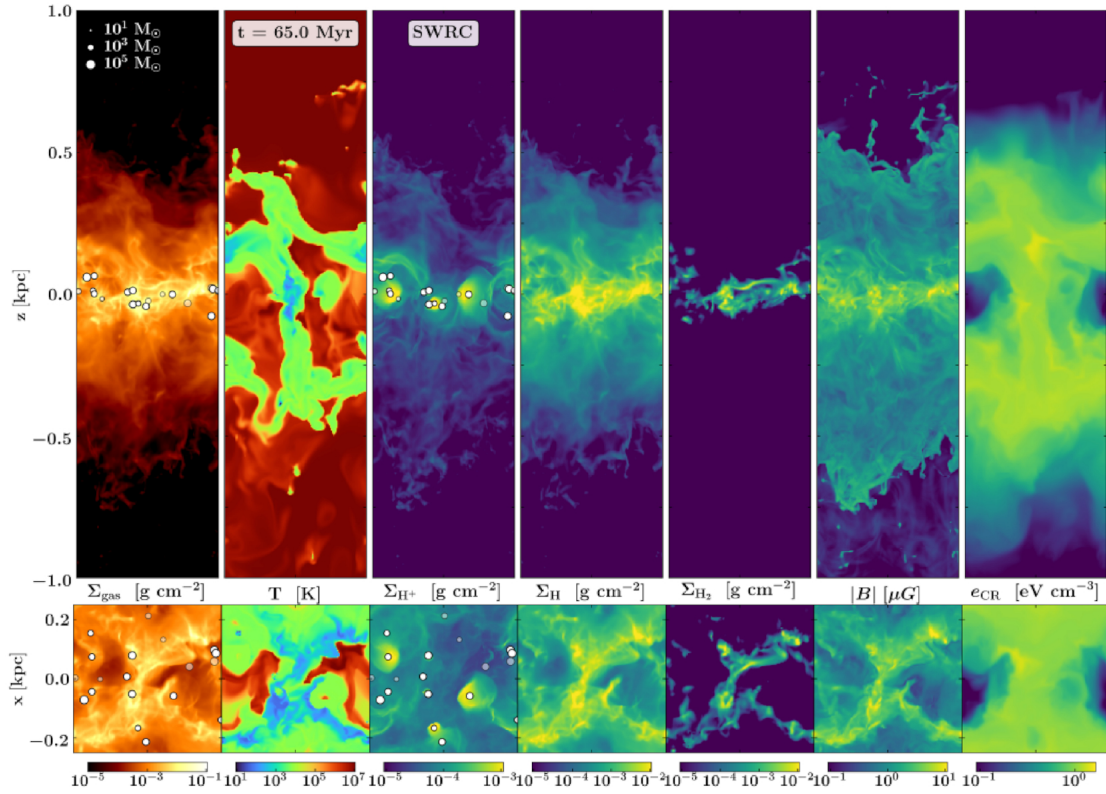 1.0
10¹ M⊙
10³ M⊙
10⁵ M⊙
t = 65.0 Myr
SWRC
0.5
0.0
z [kpc]
−0.5
−1.0
Σgas [g cm⁻²]
T [K]
ΣH⁺ [g cm⁻²]
ΣH [g cm⁻²]
ΣH₂ [g cm⁻²]
|B| [μG]
eCR [eV cm⁻³]
0.2
x [kpc]
0.0
−0.2
10⁻⁵ 10⁻³ 10⁻¹
10¹ 10² 10³ 10⁴ 10⁵ 10⁶ 10⁷
10⁻⁵ 10⁻⁴ 10⁻³
10⁻⁵ 10⁻⁴ 10⁻³ 10⁻²
10⁻⁵ 10⁻⁴ 10⁻³ 10⁻²
10⁻¹ 10⁰ 10¹
10⁻¹ 10⁰